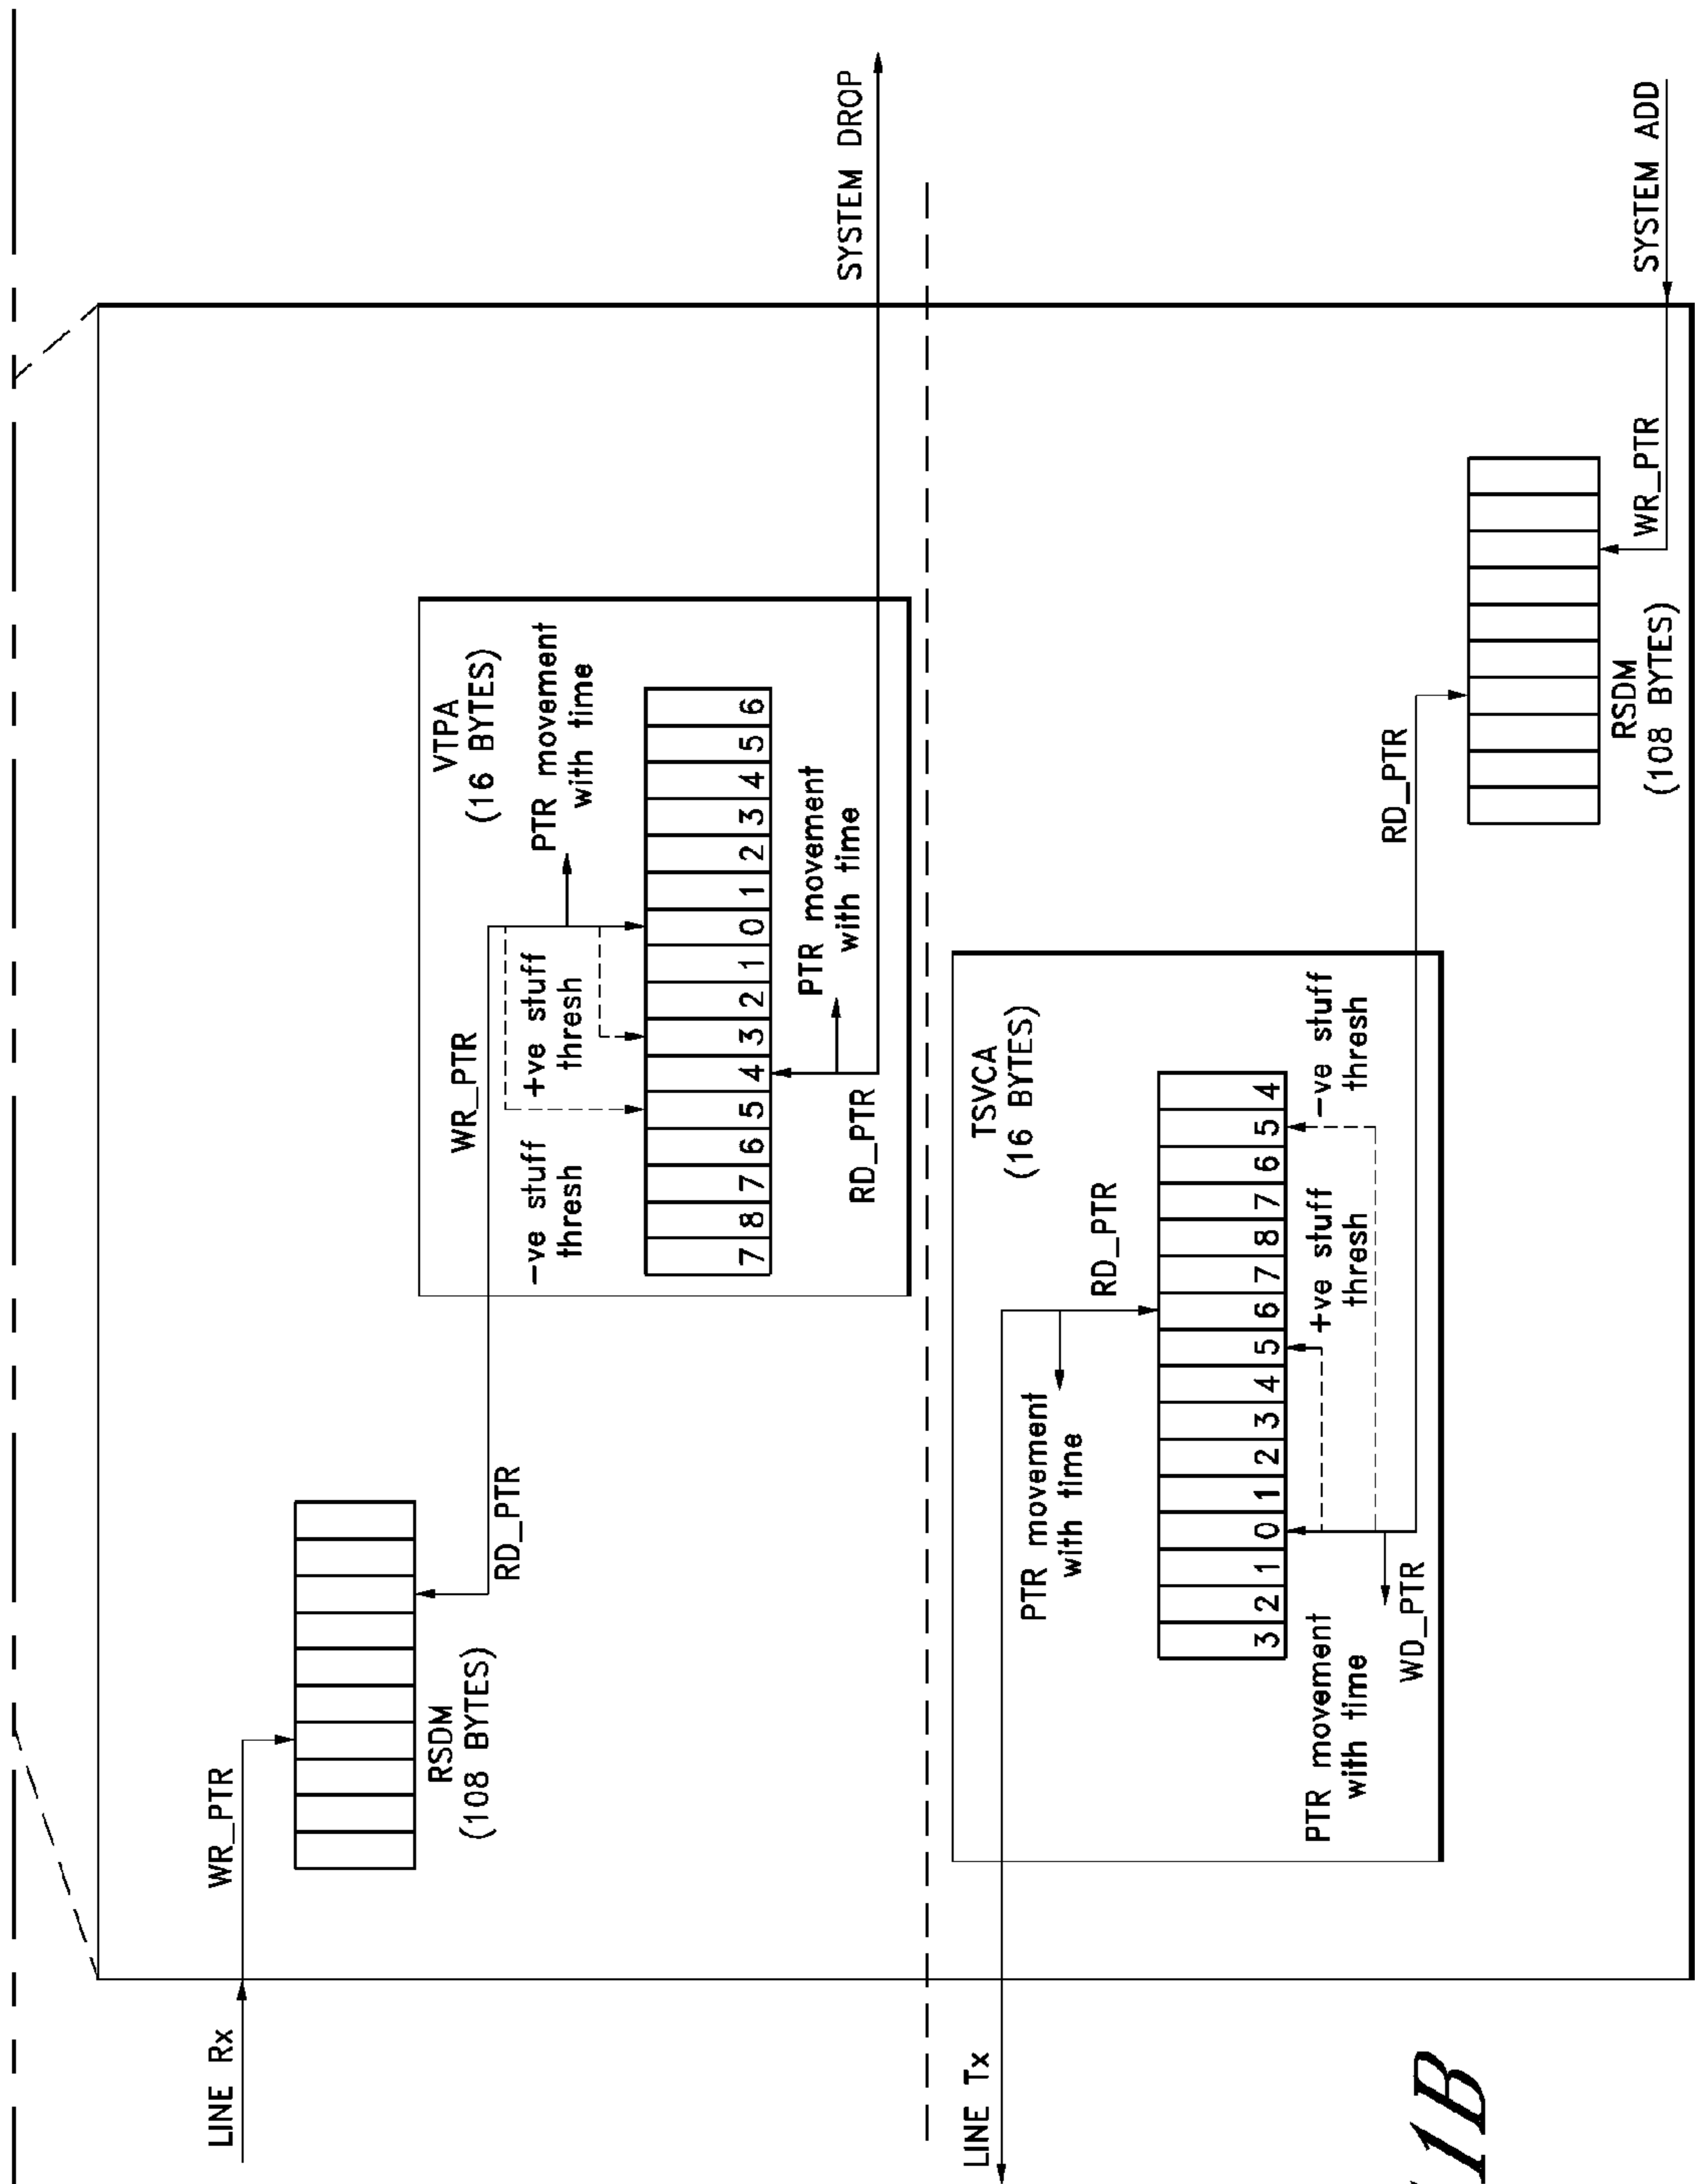 LINE Rx
WR_PTR
RSDM
(108 BYTES)
RD_PTR
WR_PTR
VTPA
(16 BYTES)
-ve stuff
thresh
+ve stuff
thresh
PTR movement
with time
7 8 7 6 5 4 3 2 1 0 1 2 3 4 5 6
RD_PTR
PTR movement
with time
SYSTEM DROP
LINE Tx
PTR movement
with time
RD_PTR
TSVCA
(16 BYTES)
3 2 1 0 1 2 3 4 5 6 7 8 7 6 5 4
PTR movement
with time
+ve stuff
thresh
-ve stuff
thresh
WD_PTR
RD_PTR
RSDM
(108 BYTES)
WR_PTR
SYSTEM ADD
1B